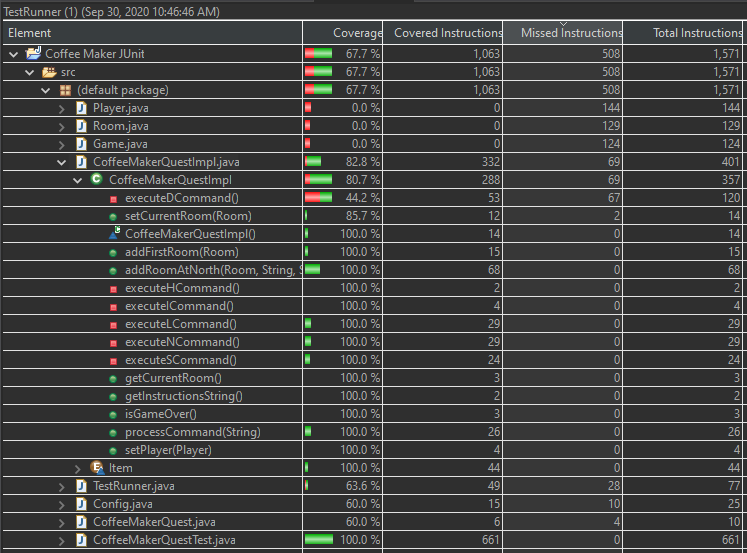 TestRunner (1) (Sep 30, 2020 10:46:46 AM)
Element Coverage Covered Instructions Missed Instructions Total Instructions
Coffee Maker JUnit 67.7 % 1,063 508 1,571
src 67.7 % 1,063 508 1,571
(default package) 67.7 % 1,063 508 1,571
Player.java 0.0 % 0 144 144
Room.java 0.0 % 0 129 129
Game.java 0.0 % 0 124 124
CoffeeMakerQuestImpl.java 82.8 % 332 69 401
CoffeeMakerQuestImpl 80.7 % 288 69 357
executeDCommand() 44.2 % 53 67 120
setCurrentRoom(Room) 85.7 % 12 2 14
CoffeeMakerQuestImpl() 100.0 % 14 0 14
addFirstRoom(Room) 100.0 % 15 0 15
addRoomAtNorth(Room, String, S 100.0 % 68 0 68
executeHCommand() 100.0 % 2 0 2
executeICommand() 100.0 % 4 0 4
executeLCommand() 100.0 % 29 0 29
executeNCommand() 100.0 % 29 0 29
executeSCommand() 100.0 % 24 0 24
getCurrentRoom() 100.0 % 3 0 3
getInstructionsString() 100.0 % 2 0 2
isGameOver() 100.0 % 3 0 3
processCommand(String) 100.0 % 26 0 26
setPlayer(Player) 100.0 % 4 0 4
Item 100.0 % 44 0 44
TestRunner.java 63.6 % 49 28 77
Config.java 60.0 % 15 10 25
CoffeeMakerQuest.java 60.0 % 6 4 10
CoffeeMakerQuestTest.java 100.0 % 661 0 661